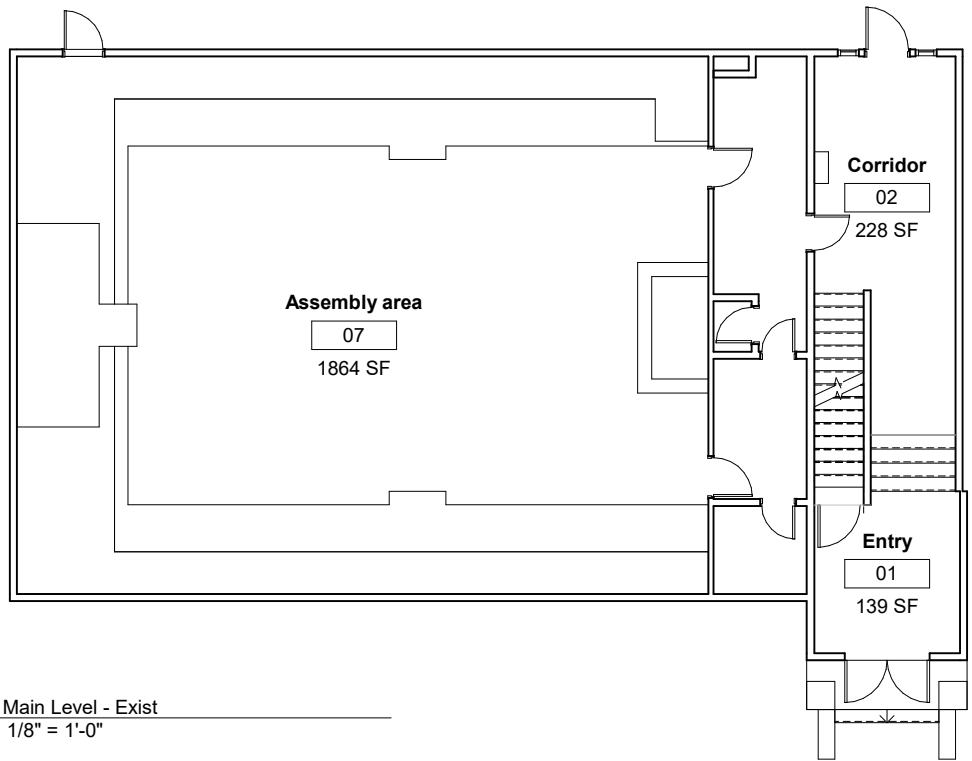 Corridor
02
228 SF
Assembly area
07
1864 SF
Entry
01
139 SF
Main Level - Exist
1/8" = 1'-0"